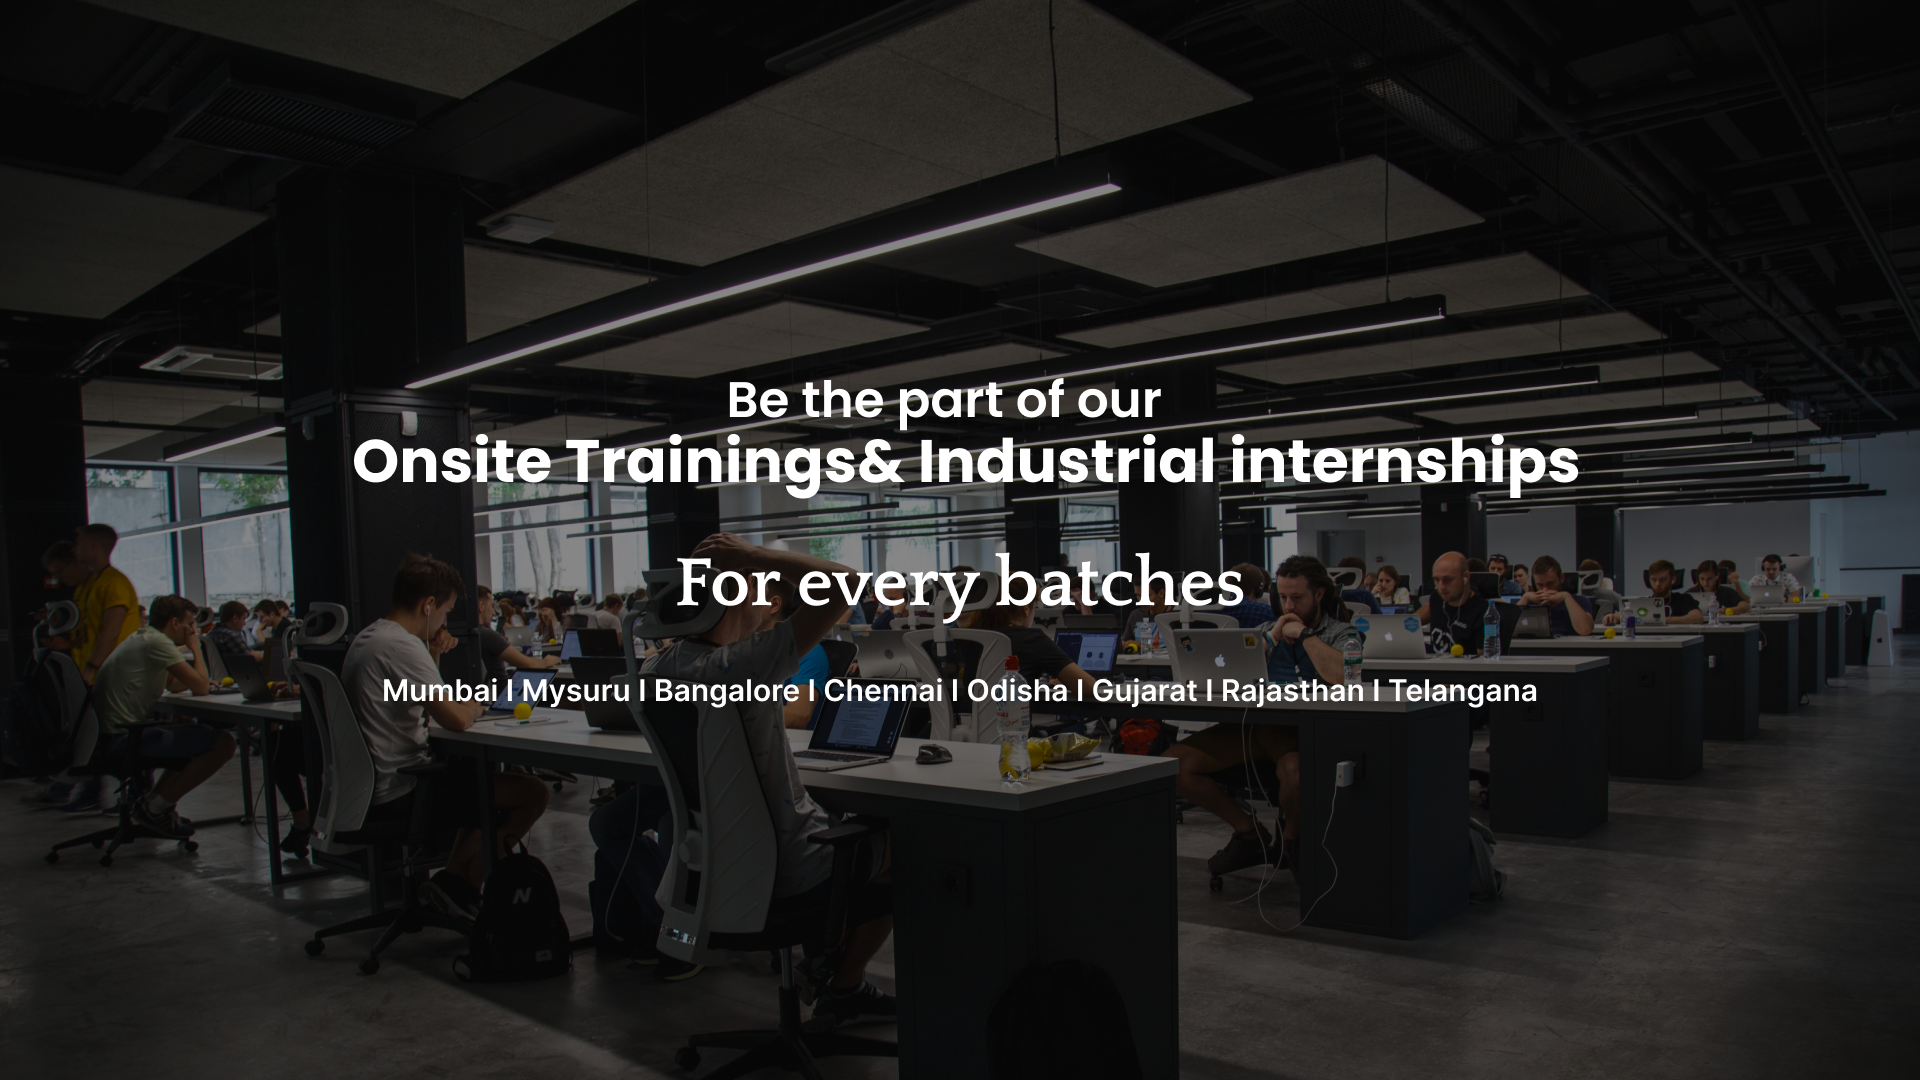 Be the part of our
Onsite Trainings& Industrial internships
For every batches
Mumbai I Mysuru I Bangalore I Chennai I Odisha I Gujarat I Rajasthan I Telangana